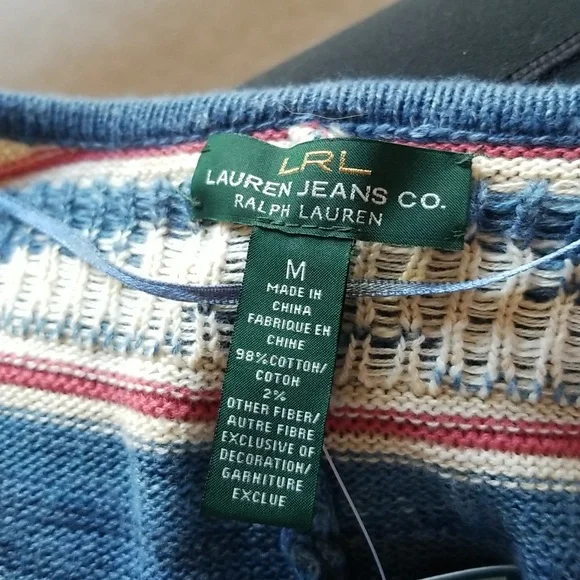 LRL
LAUREN JEANS CO.
RALPH LAUREN
M
MADE IN
CHINA
FABRIQUE EN
CHINE
98% COTTON/
COTON
2%
OTHER FIBER/
AUTRE FIBRE
EXCLUSIVE OF
DECORATION/
GARNITURE
EXCLUE